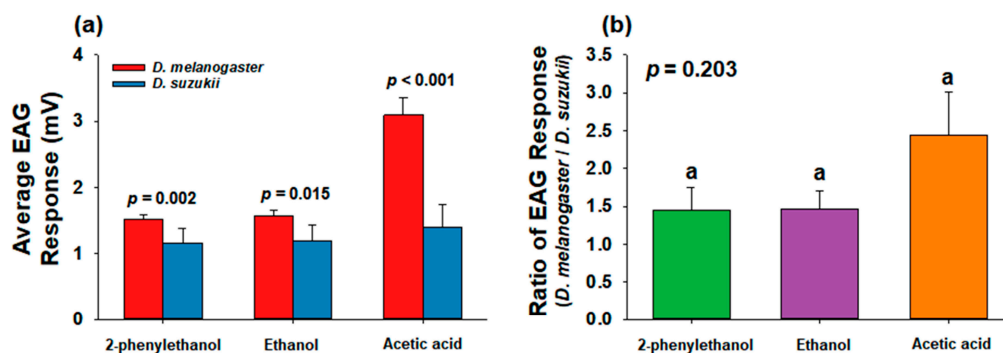 (a)
D. melanogaster
D. suzukii
Average EAG
Response (mV)
4
3
2
1
0
p = 0.002
p = 0.015
p < 0.001
2-phenylethanol
Ethanol
Acetic acid
(b)
p = 0.203
Ratio of EAG Response
(D. melanogaster / D. suzukii)
3.5
3.0
2.5
2.0
1.5
1.0
0.5
0.0
a
a
a
2-phenylethanol
Ethanol
Acetic acid